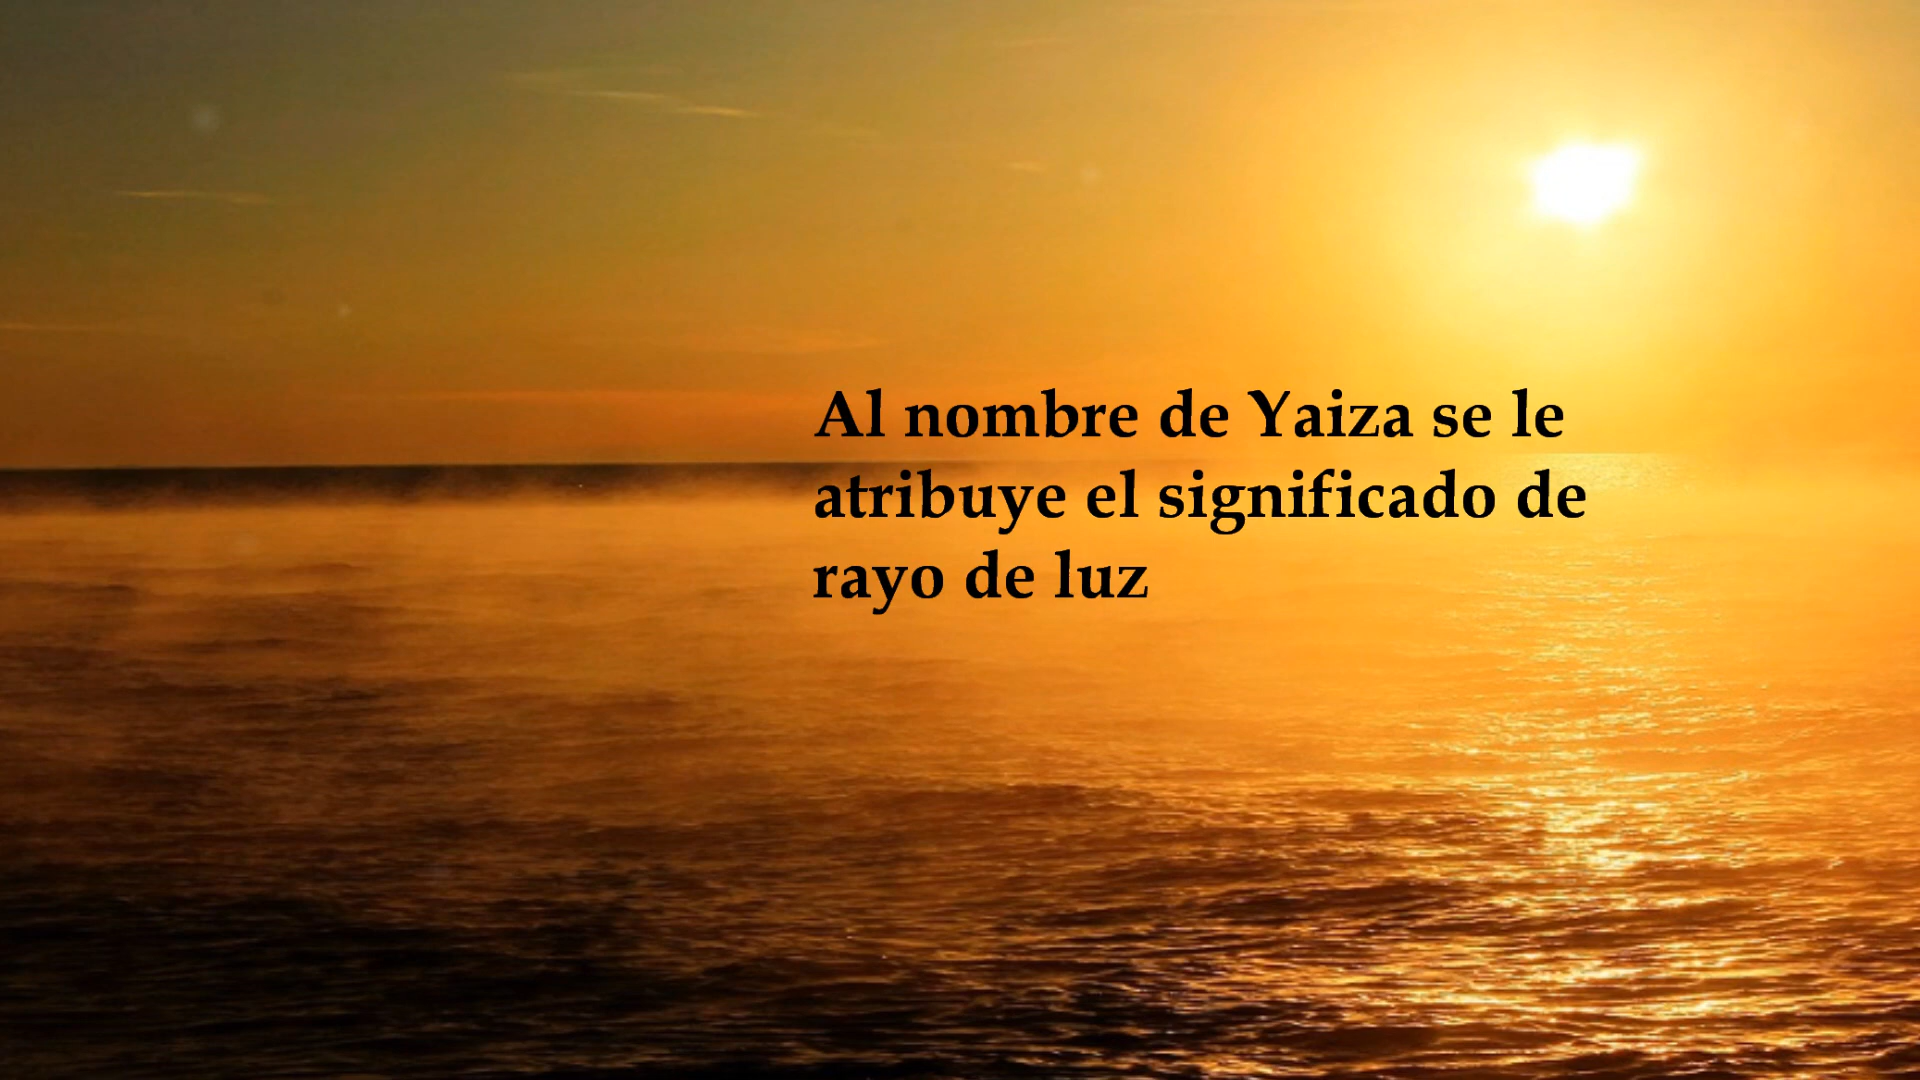 Al nombre de Yaiza se le
atribuye el significado de
rayo de luz